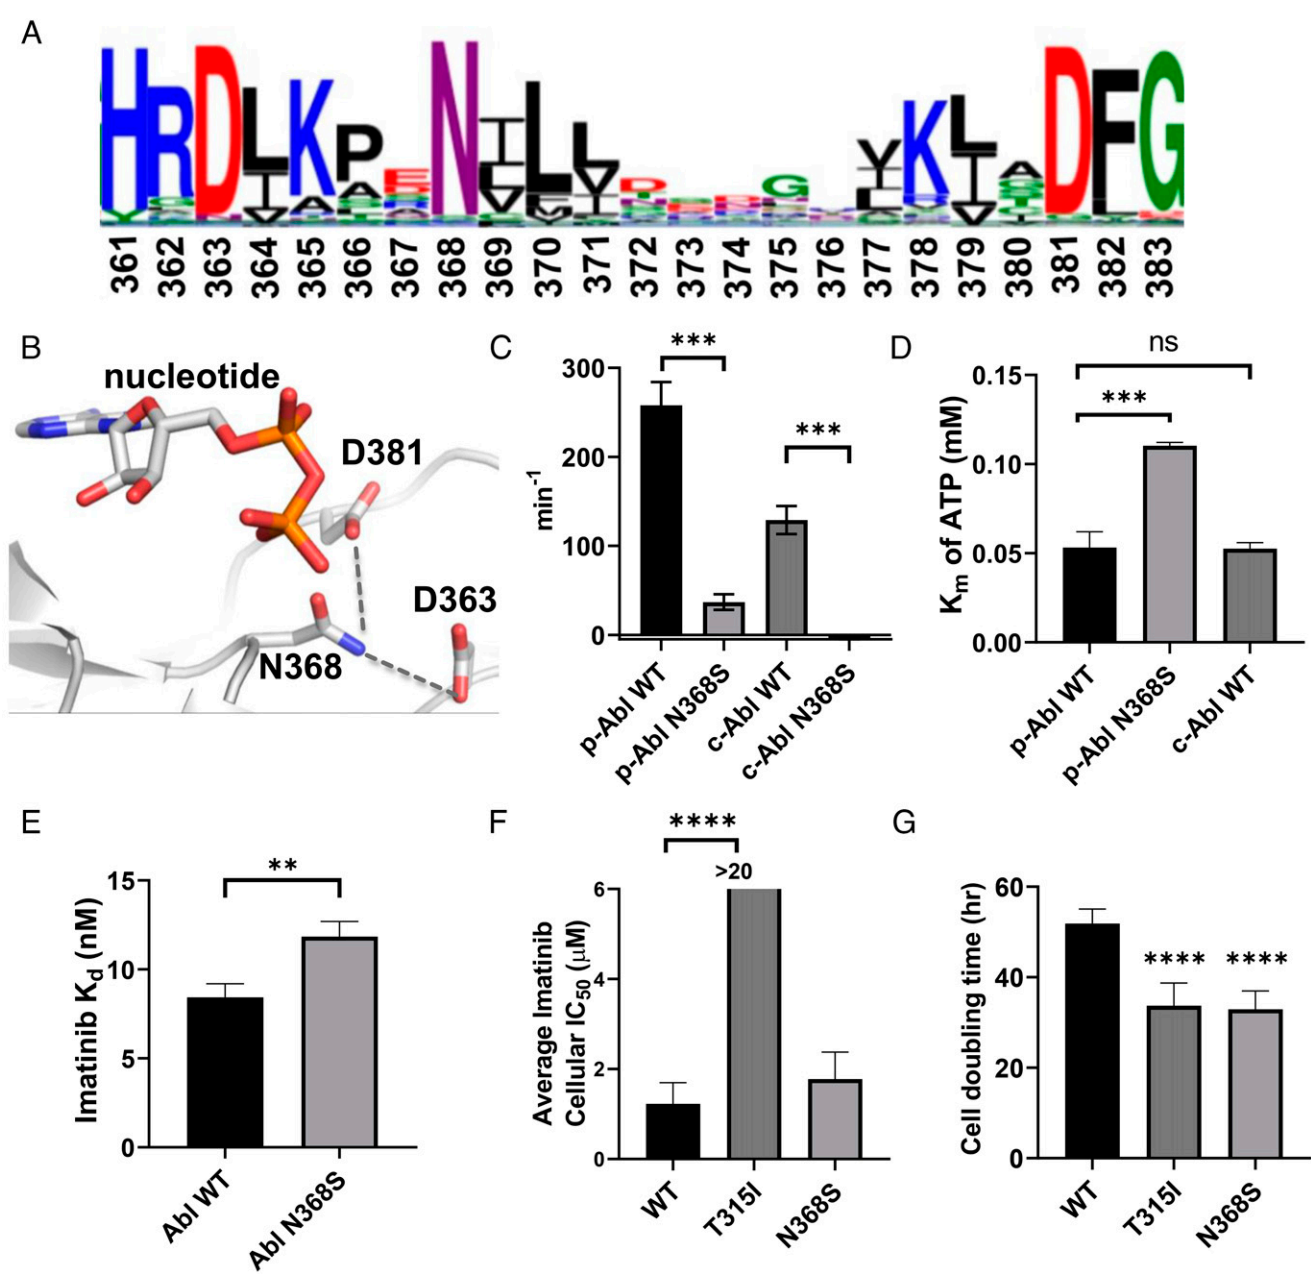 A
HRDLKPENILLD
G
YKLADFG
361 362 363 364 365 366 367 368 369 370 371 372 373 374 375 376 377 378 379 380 381 382 383
B
nucleotide
D381
D363
N368
C
***
***
300
200
100
0
min-1
p-Abl WT
p-Abl N368S
c-Abl WT
c-Abl N368S
D
ns
***
0.15
0.10
0.05
0.00
Km of ATP (mM)
p-Abl WT
p-Abl N368S
c-Abl WT
E
**
15
10
5
0
Imatinib Kd (nM)
Abl WT
Abl N368S
F
****
>20
6
4
2
0
Average Imatinib
Cellular IC50 (μM)
WT
T315I
N368S
G
60
40
20
0
**** ****
Cell doubling time (hr)
WT
T315I
N368S